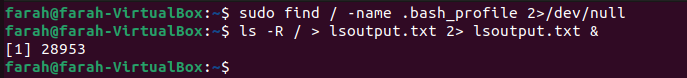 farah@farah-VirtualBox:~$ sudo find / -name .bash_profile 2>/dev/null
farah@farah-VirtualBox:~$ ls -R / > lsoutput.txt 2> lsoutput.txt &
[1] 28953
farah@farah-VirtualBox:~$